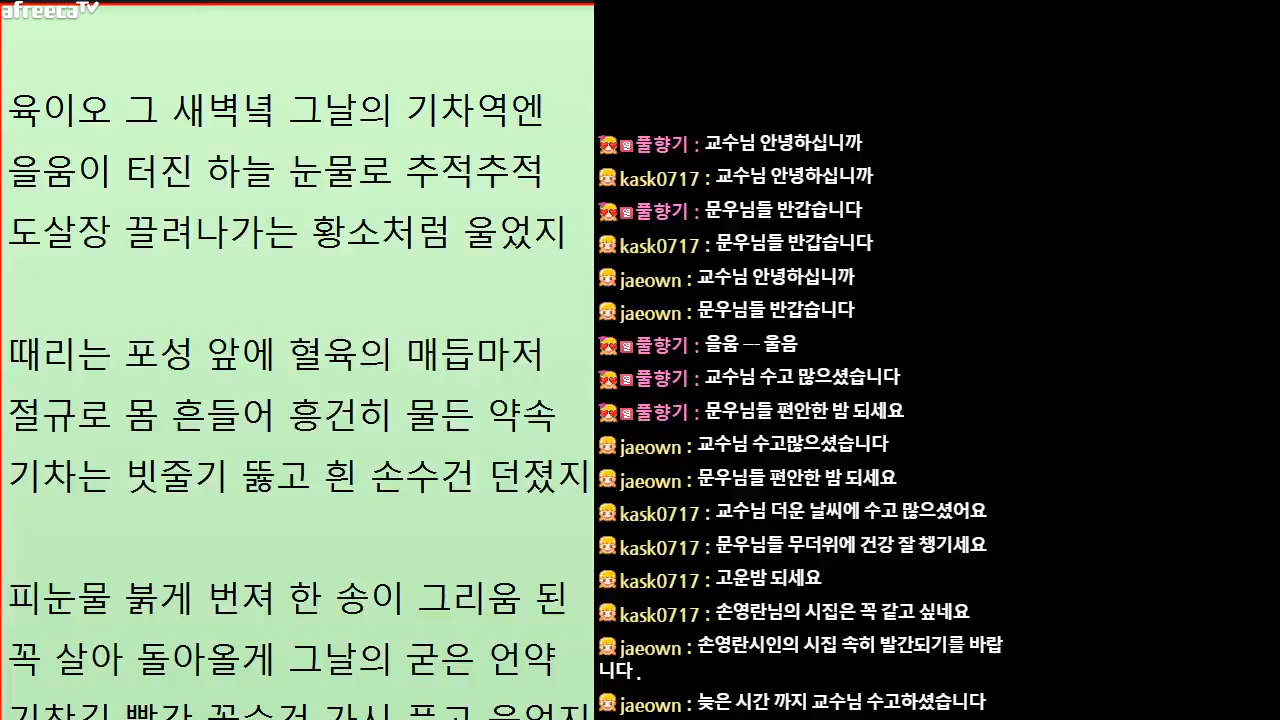 afreecaTV
육이오 그 새벽녘 그날의 기차역엔
을움이 터진 하늘 눈물로 추적추적
도살장 끌려나가는 황소처럼 울었지
때리는 포성 앞에 혈육의 매듭마저
절규로 몸 흔들어 흥건히 물든 약속
기차는 빗줄기 뚫고 흰 손수건 던졌지
피눈물 붉게 번져 한 송이 그리움 된
꼭 살아 돌아올게 그날의 굳은 언약
풀향기 : 교수님 안녕하십니까
kask0717 : 교수님 안녕하십니까
풀향기 : 문우님들 반갑습니다
kask0717 : 문우님들 반갑습니다
jaeown : 교수님 안녕하십니까
jaeown : 문우님들 반갑습니다
풀향기 : 을움 ㅡ 울음
풀향기 : 교수님 수고 많으셨습니다
풀향기 : 문우님들 편안한 밤 되세요
jaeown : 교수님 수고많으셨습니다
jaeown : 문우님들 편안한 밤 되세요
kask0717 : 교수님 더운 날씨에 수고 많으셨어요
kask0717 : 문우님들 무더위에 건강 잘 챙기세요
kask0717 : 고운밤 되세요
kask0717 : 손영란님의 시집은 꼭 같고 싶네요
jaeown : 손영란시인의 시집 속히 발간되기를 바랍
니다 .
jaeown : 늦은 시간 까지 교수님 수고하셨습니다